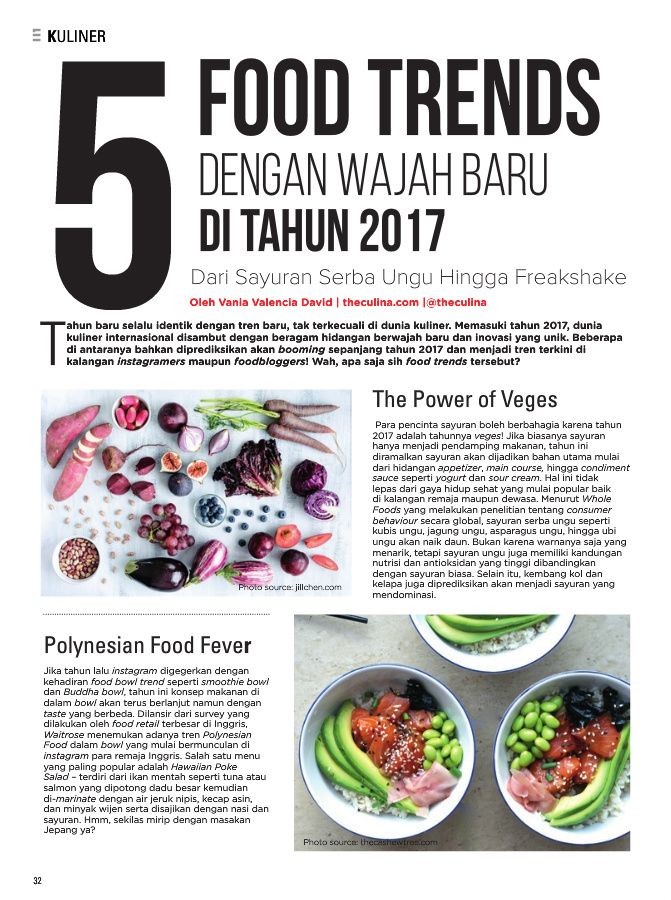 KULINER
5
FOOD TRENDS
DENGAN WAJAH BARU
DI TAHUN 2017
Dari Sayuran Serba Ungu Hingga Freakshake
Oleh Vania Valencia David | theculina.com |@theculina
Tahun baru selalu identik dengan tren baru, tak terkecuali di dunia kuliner. Memasuki tahun 2017, dunia
kuliner internasional disambut dengan beragam hidangan berwajah baru dan inovasi yang unik. Beberapa
di antaranya bahkan diprediksikan akan booming sepanjang tahun 2017 dan menjadi tren terkini di
kalangan instagramers maupun foodbloggers! Wah, apa saja sih food trends tersebut?
The Power of Veges
Para pencinta sayuran boleh berbahagia karena tahun
2017 adalah tahunnya veges! Jika biasanya sayuran
hanya menjadi pendamping makanan, tahun ini
diramalkan sayuran akan dijadikan bahan utama mulai
dari hidangan appetizer, main course, hingga condiment
sauce seperti yogurt dan sour cream. Hal ini tidak
lepas dari gaya hidup sehat yang mulai popular baik
di kalangan remaja maupun dewasa. Menurut Whole
Foods yang melakukan penelitian tentang consumer
behaviour secara global, sayuran serba ungu seperti
kubis ungu, jagung ungu, asparagus ungu, hingga ubi
ungu akan naik daun. Bukan karena warnanya saja yang
menarik, tetapi sayuran ungu juga memiliki kandungan
nutrisi dan antioksidan yang tinggi dibandingkan
dengan sayuran biasa. Selain itu, kembang kol dan
kelapa juga diprediksikan akan menjadi sayuran yang
mendominasi.
Photo source: jillchen.com
Polynesian Food Fever
Jika tahun lalu instagram digegerkan dengan
kehadiran food bowl trend seperti smoothie bowl
dan Buddha bowl, tahun ini konsep makanan di
dalam bowl akan terus berlanjut namun dengan
taste yang berbeda. Dilansir dari survey yang
dilakukan oleh food retail terbesar di Inggris,
Waitrose menemukan adanya tren Polynesian
Food dalam bowl yang mulai bermunculan di
instagram para remaja Inggris. Salah satu menu
yang paling popular adalah Hawaiian Poke
Salad – terdiri dari ikan mentah seperti tuna atau
salmon yang dipotong dadu besar kemudian
di-marinate dengan air jeruk nipis, kecap asin,
dan minyak wijen serta disajikan dengan nasi dan
sayuran. Hmm, sekilas mirip dengan masakan
Jepang ya?
Photo source: thecashewtree.com
32